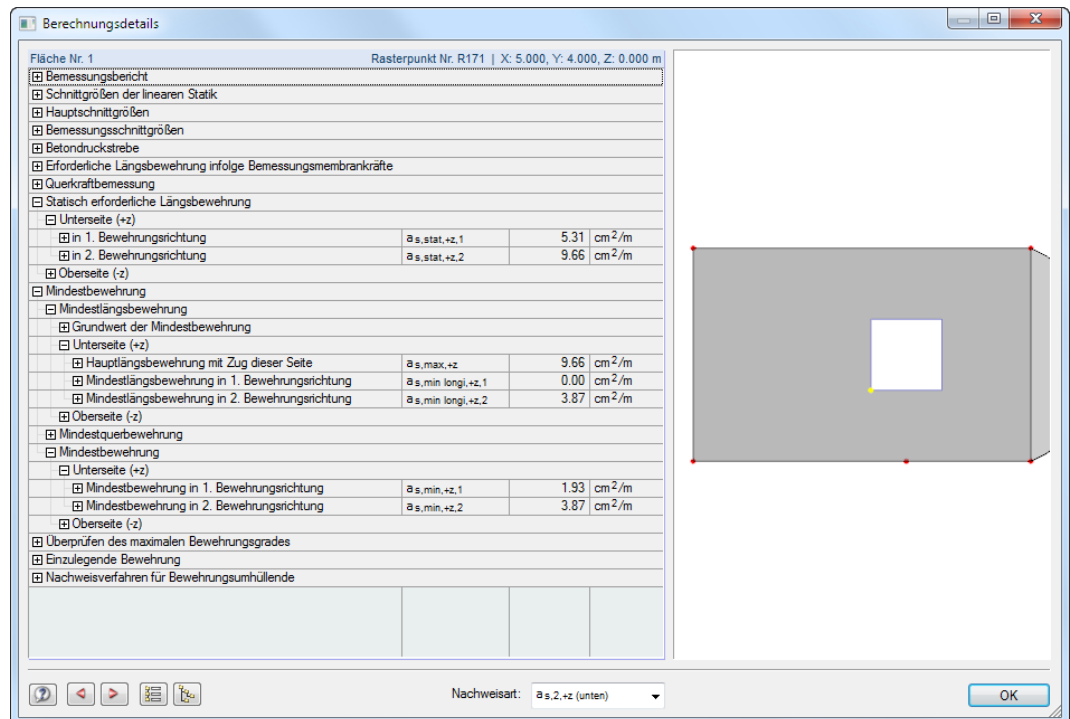 Berechnungsdetails
Fläche Nr. 1 Rasterpunkt Nr. R171 | X: 5.000, Y: 4.000, Z: 0.000 m
Bemessungsbericht
Schnittgrößen der linearen Statik
Hauptschnittgrößen
Bemessungsschnittgrößen
Betondruckstrebe
Erforderliche Längsbewehrung infolge Bemessungsmembrankräfte
Querkraftbemessung
Statisch erforderliche Längsbewehrung
Unterseite (+z)
in 1. Bewehrungsrichtung as,stat,+z,1 5.31 cm²/m
in 2. Bewehrungsrichtung as,stat,+z,2 9.66 cm²/m
Oberseite (-z)
Mindestbewehrung
Mindestlängsbewehrung
Grundwert der Mindestbewehrung
Unterseite (+z)
Hauptlängsbewehrung mit Zug dieser Seite as,max,+z 9.66 cm²/m
Mindestlängsbewehrung in 1. Bewehrungsrichtung as,min longi,+z,1 0.00 cm²/m
Mindestlängsbewehrung in 2. Bewehrungsrichtung as,min longi,+z,2 3.87 cm²/m
Oberseite (-z)
Mindestquerbewehrung
Mindestbewehrung
Unterseite (+z)
Mindestbewehrung in 1. Bewehrungsrichtung as,min,+z,1 1.93 cm²/m
Mindestbewehrung in 2. Bewehrungsrichtung as,min,+z,2 3.87 cm²/m
Oberseite (-z)
Überprüfen des maximalen Bewehrungsgrades
Einzulegende Bewehrung
Nachweisverfahren für Bewehrungsumhüllende
Nachweisart: as,2,+z (unten) OK